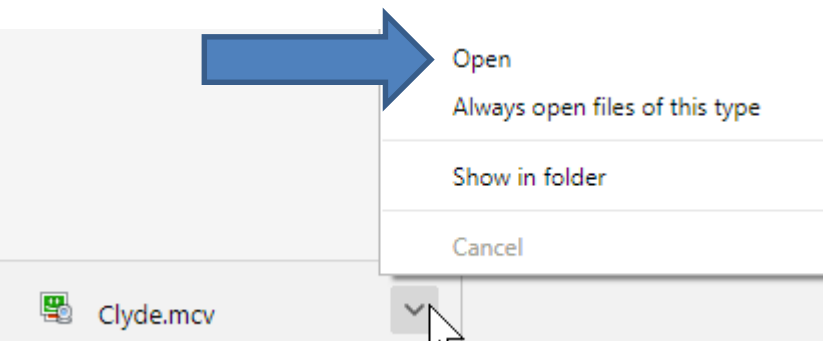 Open
Always open files of this type
Show in folder
Cancel
Clyde.mcv